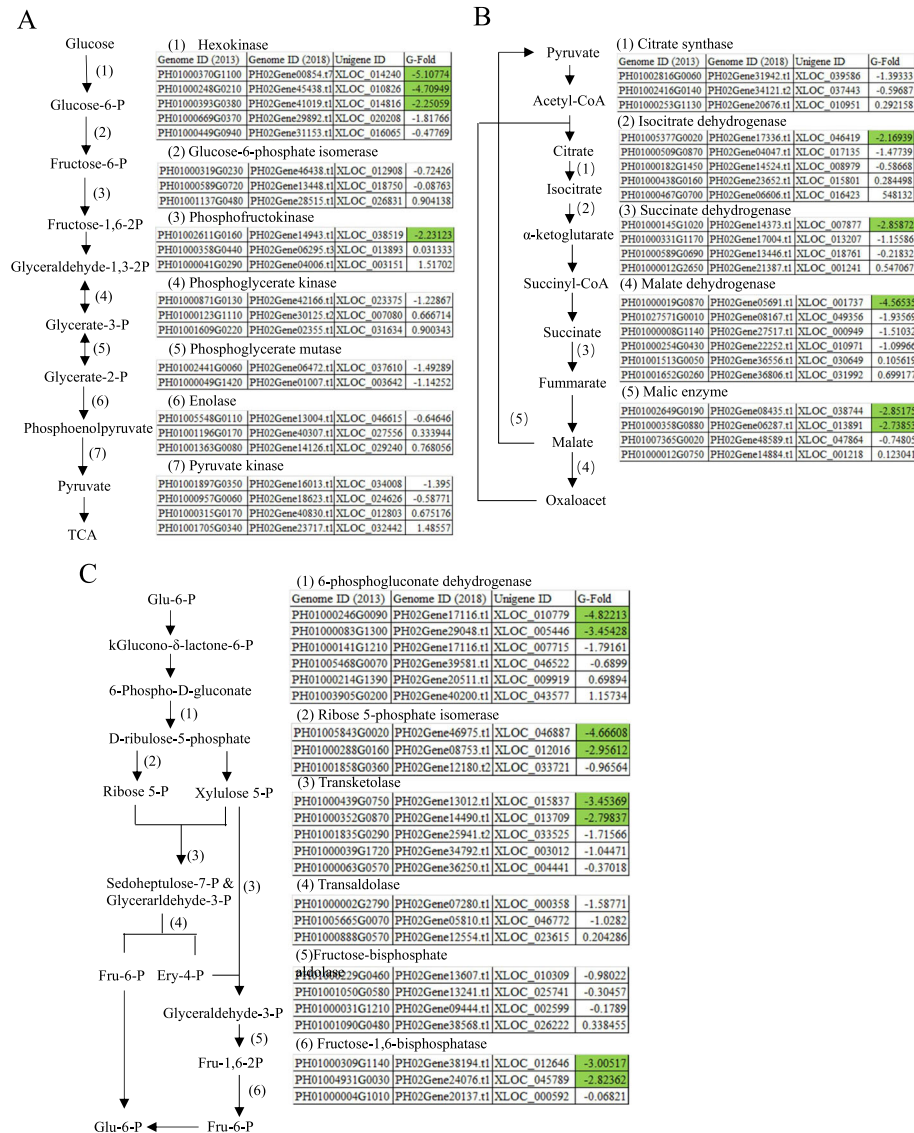 A
Glucose
(1)
Glucose-6-P
(2)
Fructose-6-P
(3)
Fructose-1,6-2P
Glyceraldehyde-1,3-2P
(4)
Glycerate-3-P
(5)
Glycerate-2-P
(6)
Phosphoenolpyruvate
(7)
Pyruvate
TCA
(1) Hexokinase
Genome ID (2013) Genome ID (2018) Unigene ID G-Fold
PH01000370G1100 PH02Gene00854.t7 XLOC_014240 -5.10774
PH01000248G0210 PH02Gene45438.t1 XLOC_010826 -4.70949
PH01000393G0380 PH02Gene41019.t1 XLOC_014816 -2.25059
PH01000669G0370 PH02Gene29892.t1 XLOC_020208 -1.81766
PH01000449G0940 PH02Gene31153.t1 XLOC_016065 -0.47769
(2) Glucose-6-phosphate isomerase
PH01000319G0230 PH02Gene46438.t1 XLOC_012908 -0.72426
PH01000589G0720 PH02Gene13448.t1 XLOC_018750 -0.08763
PH01001137G0480 PH02Gene28515.t1 XLOC_026831 0.904138
(3) Phosphofructokinase
PH01002611G0160 PH02Gene14943.t1 XLOC_038519 -2.23123
PH01000358G0440 PH02Gene06295.t3 XLOC_013893 0.031333
PH01000041G0290 PH02Gene04006.t1 XLOC_003151 1.51702
(4) Phosphoglycerate kinase
PH01000871G0130 PH02Gene42166.t1 XLOC_023375 -1.22867
PH01000123G1110 PH02Gene30125.t2 XLOC_007080 0.666714
PH01001609G0220 PH02Gene02355.t1 XLOC_031634 0.900343
(5) Phosphoglycerate mutase
PH01002441G0060 PH02Gene06472.t1 XLOC_037610 -1.49289
PH01000049G1420 PH02Gene01007.t1 XLOC_003642 -1.14252
(6) Enolase
PH01005548G0110 PH02Gene13004.t1 XLOC_046615 -0.64646
PH01001196G0170 PH02Gene40307.t1 XLOC_027556 0.333944
PH01001363G0080 PH02Gene14126.t1 XLOC_029240 0.768056
(7) Pyruvate kinase
PH01001897G0350 PH02Gene16013.t1 XLOC_034008 -1.395
PH01000957G0060 PH02Gene18623.t1 XLOC_024626 -0.58771
PH01000315G0170 PH02Gene40830.t1 XLOC_012803 0.675176
PH01001705G0340 PH02Gene23717.t1 XLOC_032442 1.48557
B
Pyruvate
Acetyl-CoA
Citrate
(1)
Isocitrate
(2)
α-ketoglutarate
Succinyl-CoA
Succinate
(3)
Fummarate
(5)
Malate
(4)
Oxaloacet
(1) Citrate synthase
Genome ID (2013) Genome ID (2018) Unigene ID G-Fold
PH01002816G0060 PH02Gene31942.t1 XLOC_039586 -1.39333
PH01002416G0140 PH02Gene34121.t2 XLOC_037443 -0.59687
PH01000253G1130 PH02Gene20676.t1 XLOC_010951 0.292158
(2) Isocitrate dehydrogenase
PH01005377G0020 PH02Gene17336.t1 XLOC_046419 -2.16939
PH01000509G0870 PH02Gene04047.t1 XLOC_017135 -1.47739
PH01000182G1450 PH02Gene14524.t1 XLOC_008979 -0.58668
PH01000438G0160 PH02Gene23652.t1 XLOC_015801 0.284498
PH01000467G0700 PH02Gene06606.t1 XLOC_016423 548132
(3) Succinate dehydrogenase
PH01000145G1020 PH02Gene14373.t1 XLOC_007877 -2.85872
PH01000331G1170 PH02Gene17004.t1 XLOC_013207 -1.15586
PH01000589G0690 PH02Gene13446.t1 XLOC_018761 -0.21832
PH01000012G2650 PH02Gene21387.t1 XLOC_001241 0.547067
(4) Malate dehydrogenase
PH01000019G0870 PH02Gene05691.t1 XLOC_001737 -4.56535
PH01027571G0010 PH02Gene08167.t1 XLOC_049356 -1.93569
PH01000008G1140 PH02Gene27517.t1 XLOC_000949 -1.51032
PH01000254G0430 PH02Gene22252.t1 XLOC_010971 -1.09966
PH01001513G0050 PH02Gene36556.t1 XLOC_030649 0.105619
PH01001652G0260 PH02Gene36806.t1 XLOC_031992 0.699177
(5) Malic enzyme
PH01002649G0190 PH02Gene08435.t1 XLOC_038744 -2.85175
PH01000358G0880 PH02Gene06287.t1 XLOC_013891 -2.73853
PH01007365G0020 PH02Gene48589.t1 XLOC_047864 -0.74805
PH01000012G0750 PH02Gene14884.t1 XLOC_001218 0.123041
C
Glu-6-P
kGlucono-δ-lactone-6-P
6-Phospho-D-gluconate
(1)
D-ribulose-5-phosphate
(2)
Ribose 5-P Xylulose 5-P
(3)
Sedoheptulose-7-P &
Glycerarldehyde-3-P
(3)
(4)
Fru-6-P Ery-4-P
Glyceraldehyde-3-P
(5)
Fru-1,6-2P
(6)
Glu-6-P Fru-6-P
(1) 6-phosphogluconate dehydrogenase
Genome ID (2013) Genome ID (2018) Unigene ID G-Fold
PH01000246G0090 PH02Gene17116.t1 XLOC_010779 -4.82213
PH01000083G1300 PH02Gene29048.t1 XLOC_005446 -3.45428
PH01000141G1210 PH02Gene17116.t1 XLOC_007715 -1.79161
PH01005468G0070 PH02Gene39581.t1 XLOC_046522 -0.6899
PH01000214G1390 PH02Gene20511.t1 XLOC_009919 0.69894
PH01003905G0200 PH02Gene40200.t1 XLOC_043577 1.15734
(2) Ribose 5-phosphate isomerase
PH01005843G0020 PH02Gene46975.t1 XLOC_046887 -4.66608
PH01000288G0160 PH02Gene08753.t1 XLOC_012016 -2.95612
PH01001858G0360 PH02Gene12180.t2 XLOC_033721 -0.96564
(3) Transketolase
PH01000439G0750 PH02Gene13012.t1 XLOC_015837 -3.45369
PH01000352G0870 PH02Gene14490.t1 XLOC_013709 -2.79837
PH01001835G0290 PH02Gene25941.t2 XLOC_033525 -1.71566
PH01000039G1720 PH02Gene34792.t1 XLOC_003012 -1.04471
PH01000063G0570 PH02Gene36250.t1 XLOC_004441 -0.37018
(4) Transaldolase
PH01000002G2790 PH02Gene07280.t1 XLOC_000358 -1.58771
PH01005665G0070 PH02Gene05810.t1 XLOC_046772 -1.0282
PH01000888G0570 PH02Gene12554.t1 XLOC_023615 0.204286
(5)Fructose-bisphosphate
aldolase
PH01000229G0460 PH02Gene13607.t1 XLOC_010309 -0.98022
PH01001050G0580 PH02Gene13241.t1 XLOC_025741 -0.30457
PH01000031G1210 PH02Gene09444.t1 XLOC_002599 -0.1789
PH01001090G0480 PH02Gene38568.t1 XLOC_026222 0.338455
(6) Fructose-1,6-bisphosphatase
PH01000309G1140 PH02Gene38194.t1 XLOC_012646 -3.00517
PH01004931G0030 PH02Gene24076.t1 XLOC_045789 -2.82362
PH01000004G1010 PH02Gene20137.t1 XLOC_000592 -0.06821